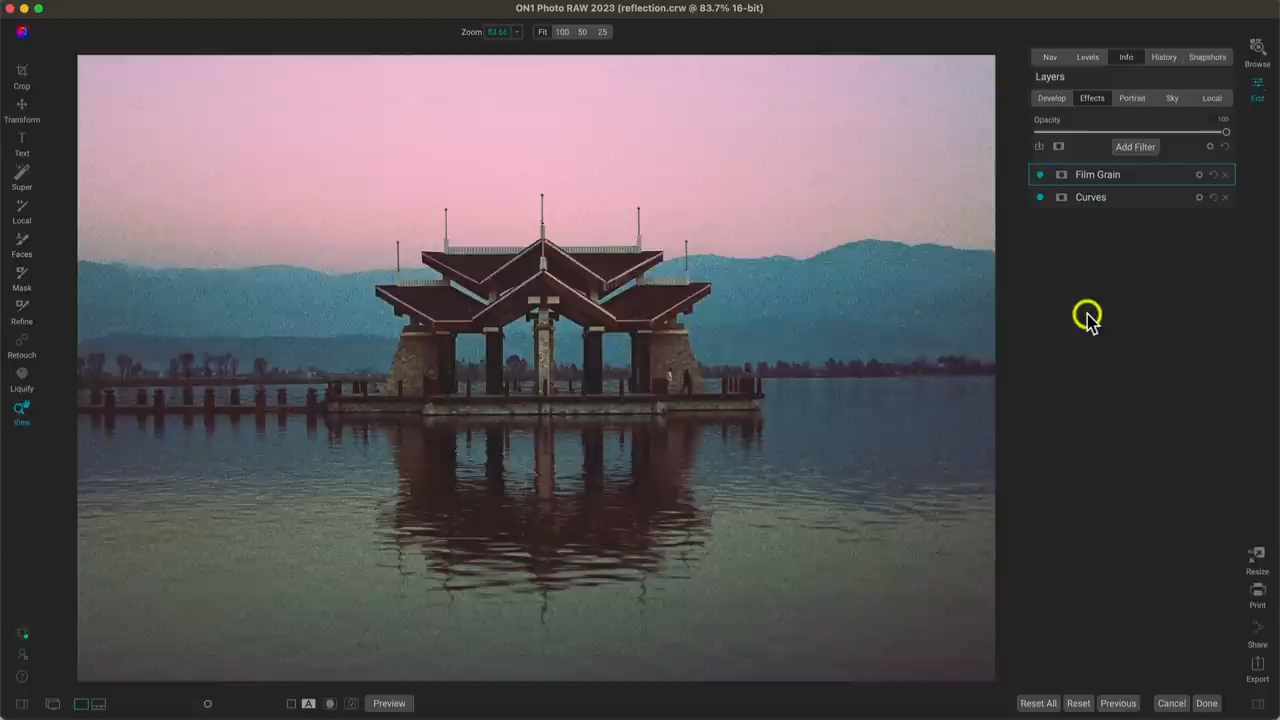 ON1 Photo RAW 2023 (reflection.crw @ 83.7% 16-bit)
Zoom 83.66 Fit 100 50 25
Nav Levels Info History Snapshots
Layers
Develop Effects Portrait Sky Local
Opacity 100
Add Filter
Film Grain
Curves
Crop
Transform
Text
Super
Local
Faces
Mask
Refine
Retouch
Liquify
View
Browse
Edit
Resize
Print
Share
Export
A Preview
Reset All Reset Previous Cancel Done